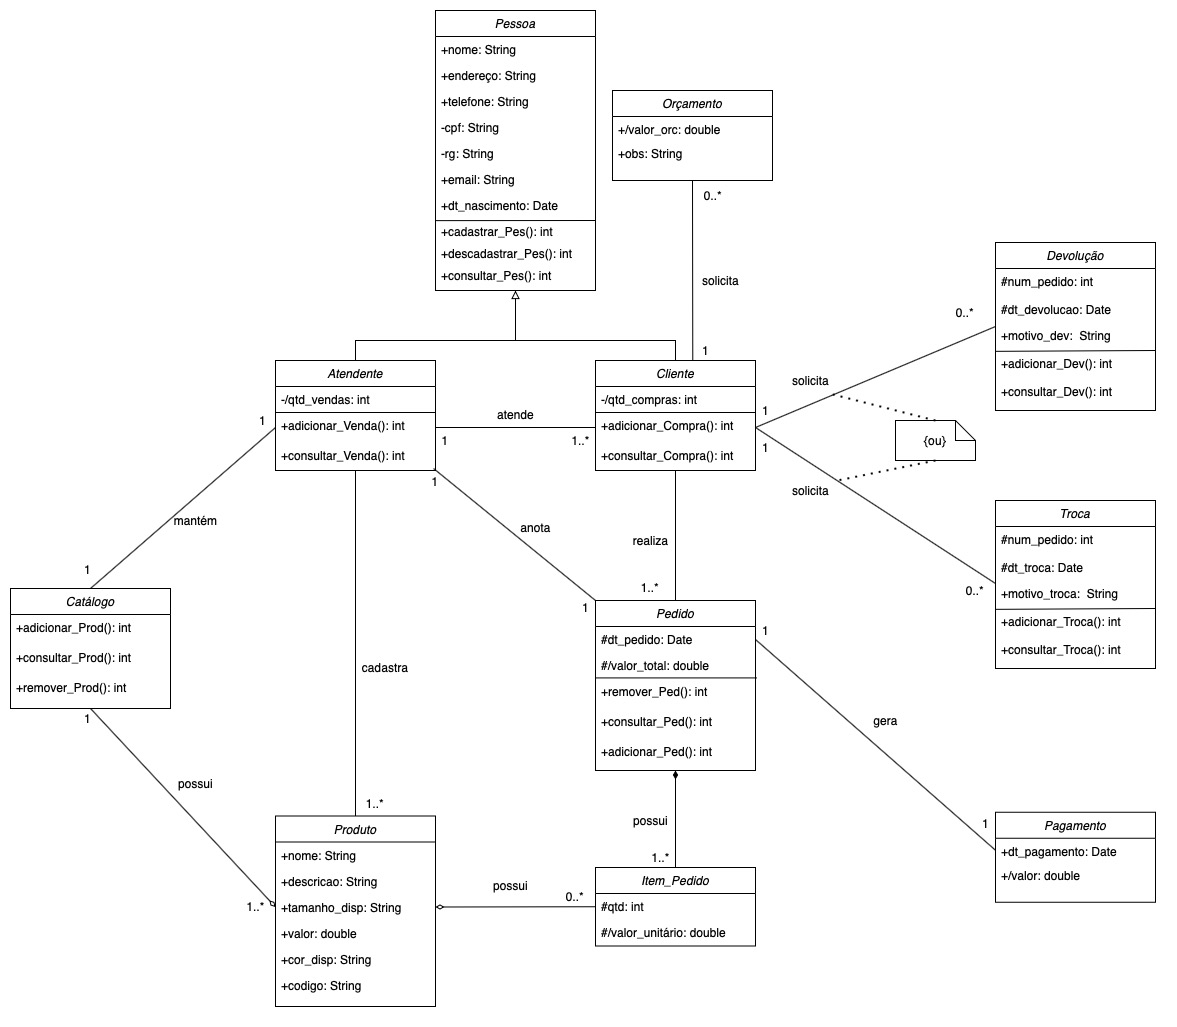 Pessoa
+nome: String
+endereço: String
+telefone: String
-cpf: String
-rg: String
+email: String
+dt_nascimento: Date
+cadastrar_Pes(): int
+descadastrar_Pes(): int
+consultar_Pes(): int
Orçamento
+/valor_orc: double
+obs: String
0..*
solicita
1
Devolução
#num_pedido: int
#dt_devolucao: Date
+motivo_dev: String
+adicionar_Dev(): int
+consultar_Dev(): int
0..*
solicita
1
{ou}
1
solicita
0..*
Atendente
-/qtd_vendas: int
+adicionar_Venda(): int
+consultar_Venda(): int
atende
1
1..*
Cliente
-/qtd_compras: int
+adicionar_Compra(): int
+consultar_Compra(): int
Troca
#num_pedido: int
#dt_troca: Date
+motivo_troca: String
+adicionar_Troca(): int
+consultar_Troca(): int
1
mantém
1
1
anota
1
realiza
1..*
Catálogo
+adicionar_Prod(): int
+consultar_Prod(): int
+remover_Prod(): int
cadastra
1..*
Pedido
#dt_pedido: Date
#/valor_total: double
+remover_Ped(): int
+consultar_Ped(): int
+adicionar_Ped(): int
1
gera
1
1
possui
1..*
possui
1..*
Pagamento
+dt_pagamento: Date
+/valor: double
Produto
+nome: String
+descricao: String
+tamanho_disp: String
+valor: double
+cor_disp: String
+codigo: String
possui
0..*
Item_Pedido
#qtd: int
#/valor_unitário: double